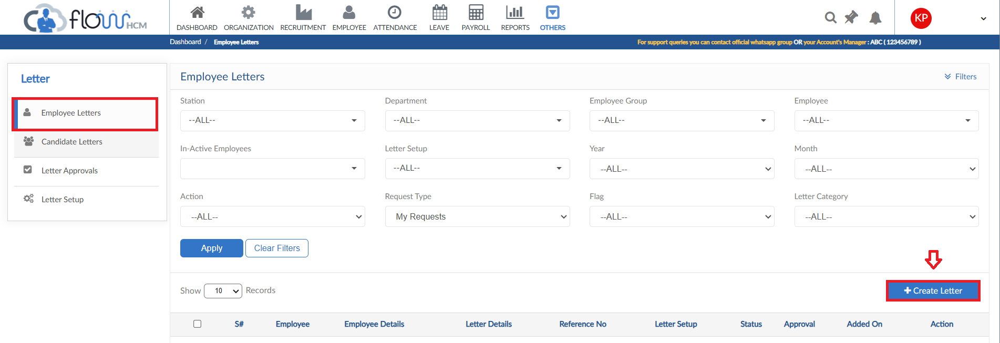 flow HCM
DASHBOARD ORGANIZATION RECRUITMENT EMPLOYEE ATTENDANCE LEAVE PAYROLL REPORTS OTHERS
KP
Dashboard / Employee Letters
For support queries you can contact official whatsapp group OR your Account's Manager : ABC ( 123456789 )
Letter
Employee Letters
Candidate Letters
Letter Approvals
Letter Setup
Employee Letters
Filters
Station Department Employee Group Employee
--ALL-- --ALL-- --ALL-- --ALL--
In-Active Employees Letter Setup Year Month
--ALL-- --ALL-- --ALL--
Action Request Type Flag Letter Category
--ALL-- My Requests --ALL-- --ALL--
Apply Clear Filters
Show 10 Records
+ Create Letter
S# Employee Employee Details Letter Details Reference No Letter Setup Status Approval Added On Action